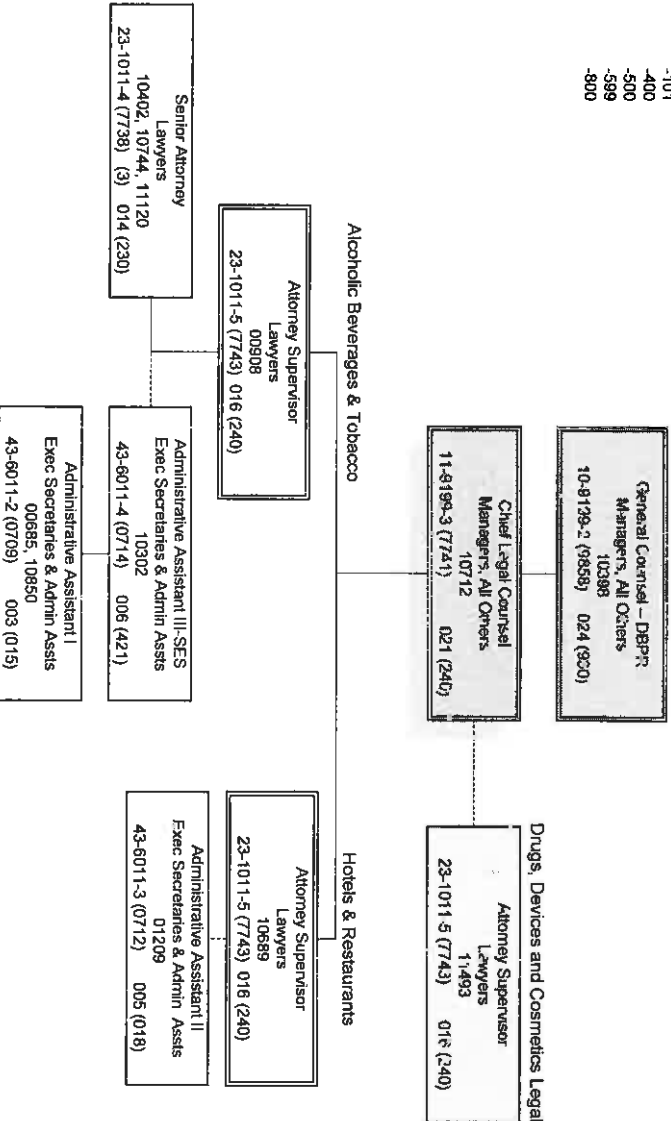 -400
-500
-599
-800
General Counsel – DBPR
Managers, All Others
10398
024 (900)
Chief Legal Counsel
Managers, All Others
10712
11-9199-3 (7741) 021 (240)
Drugs, Devices and Cosmetics Legal
Attorney Supervisor
Lawyers
11493
23-1011-5 (7743) 016 (240)
Alcoholic Beverages & Tobacco
Attorney Supervisor
Lawyers
00908
23-1011-5 (7743) 016 (240)
Hotels & Restaurants
Attorney Supervisor
Lawyers
10689
23-1011-5 (7743) 016 (240)
Senior Attorney
Lawyers
10402, 10744, 11120
23-1011-4 (7738) (3) 014 (230)
Administrative Assistant III-SES
Exec Secretaries & Admin Assts
10302
43-6011-4 (0714) 006 (421)
Administrative Assistant II
Exec Secretaries & Admin Assts
01209
43-6011-3 (0712) 005 (018)
Administrative Assistant I
Exec Secretaries & Admin Assts
00685, 10850
43-6011-2 (0709) 003 (015)